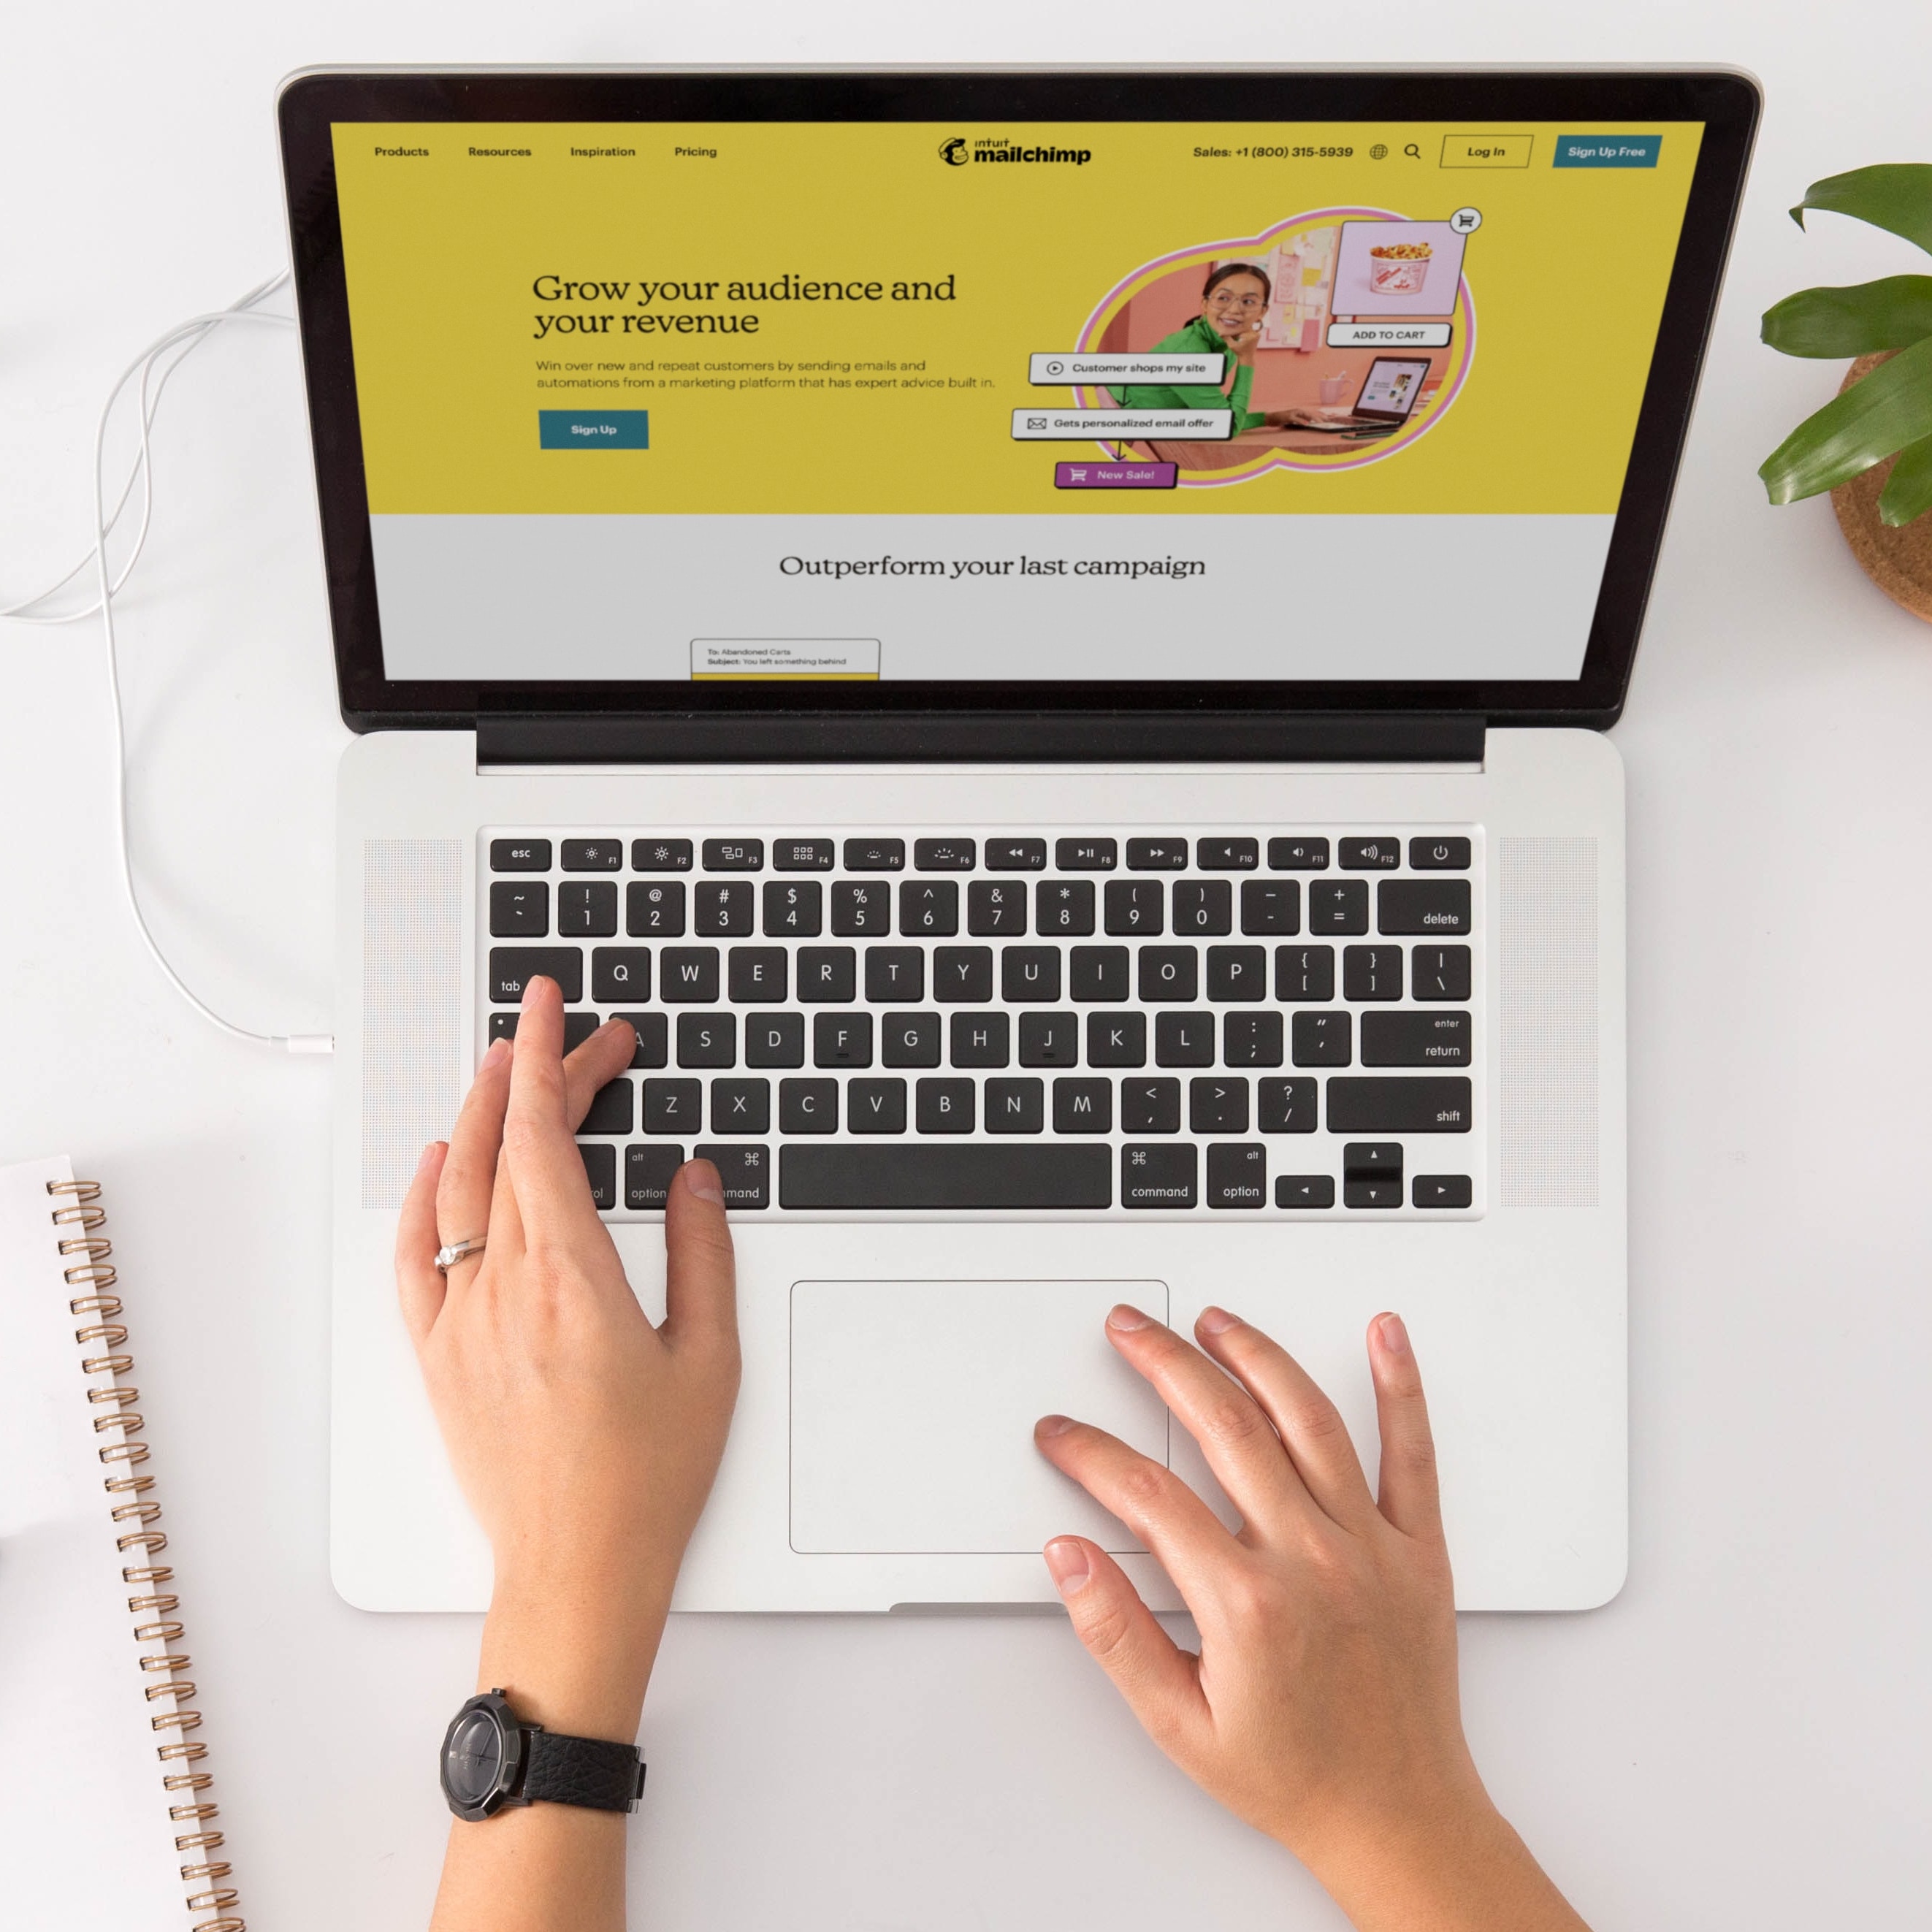 Products Resources Inspiration Pricing
intuit
mailchimp
Sales: +1 (800) 315-5939
Log In
Sign Up Free
Grow your audience and
your revenue
Win over new and repeat customers by sending emails and
automations from a marketing platform that has expert advice built in.
Sign Up
ADD TO CART
Customer shops my site
Gets personalized email offer
New Sale!
Outperform your last campaign
To: Abandoned Carts
Subject: You left something behind
esc F1 F2 F3 F4 F5 F6 F7 F8 F9 F10 F11 F12
~ ! @ # $ % ^ & * ( ) — +
` 1 2 3 4 5 6 7 8 9 0 - = delete
tab Q W E R T Y U I O P { [ } ] | \
A S D F G H J K L : ; " ' enter return
Z X C V B N M < , > . ? / shift
alt ⌘ ⌘ alt
option command option